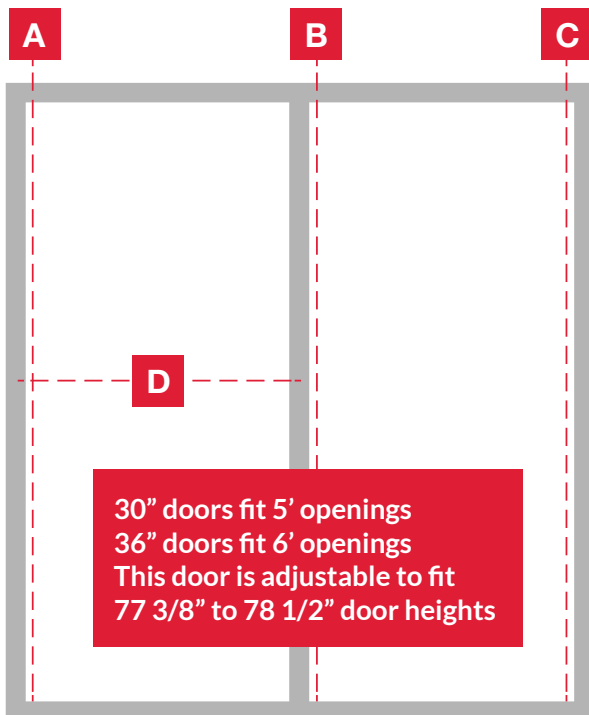 A
B
C
D
30” doors fit 5’ openings
36” doors fit 6’ openings
This door is adjustable to fit
77 3/8” to 78 1/2” door heights